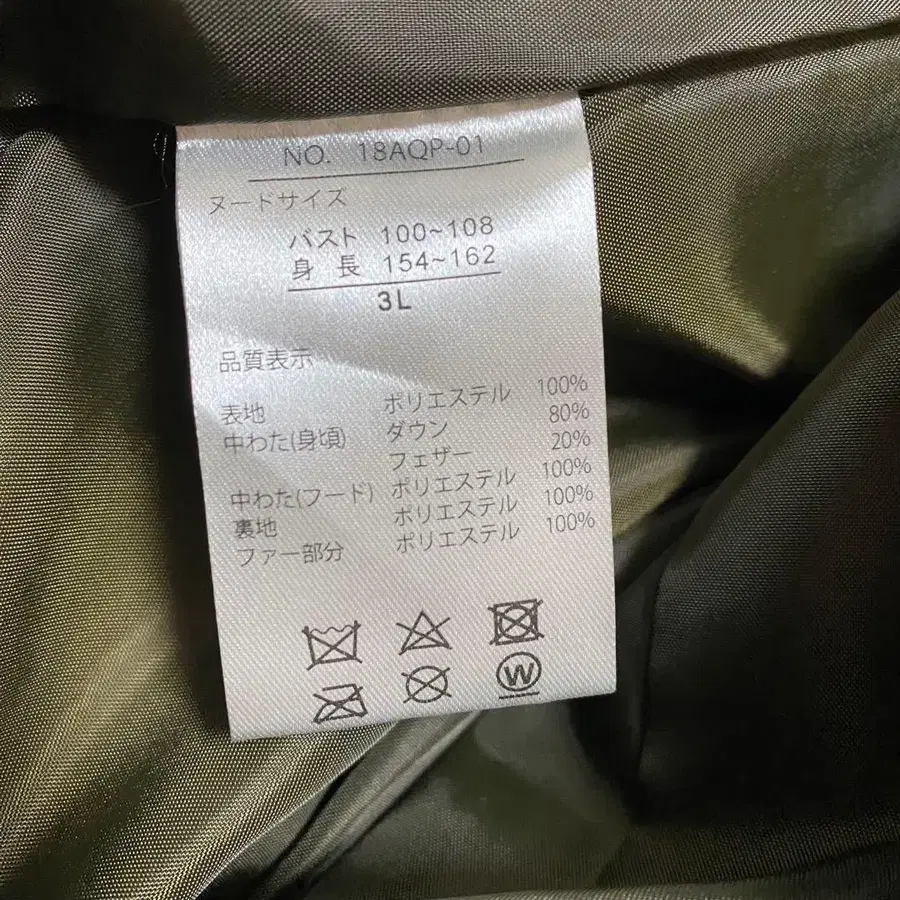 NO. 18AQP-01
ヌードサイズ
バスト 100~108
身長 154~162
3L
品質表示
表地 ポリエステル 100%
中わた(身頃) ダウン 80%
フェザー 20%
中わた(フード) ポリエステル 100%
裏地 ポリエステル 100%
ファー部分 ポリエステル 100%
W